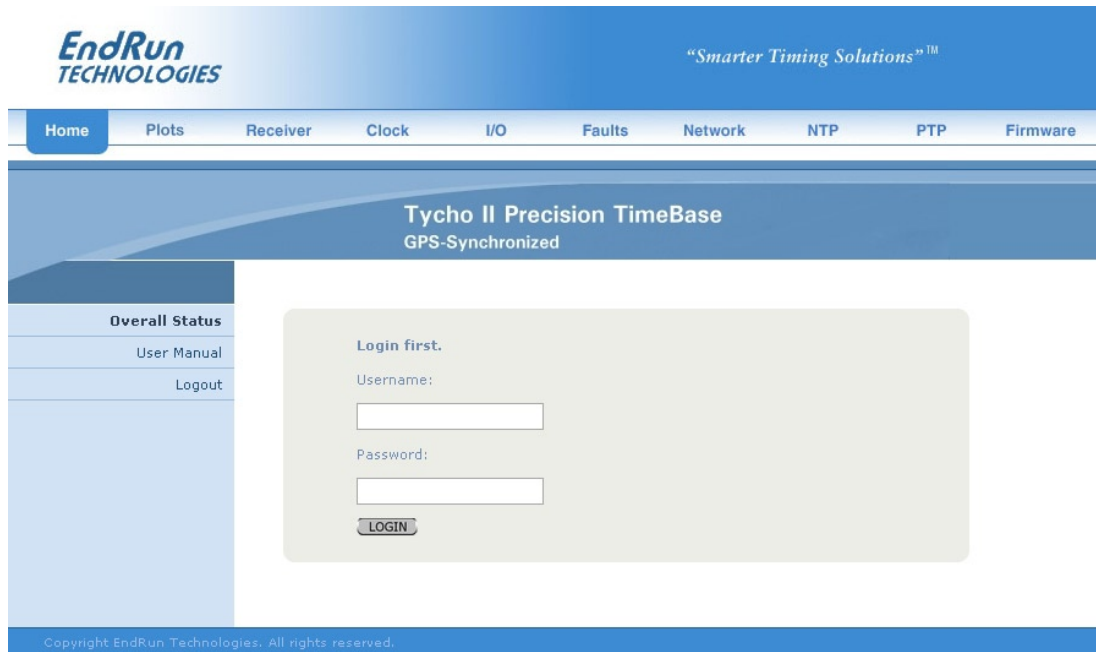 EndRun
TECHNOLOGIES
“Smarter Timing Solutions”™
Home Plots Receiver Clock I/O Faults Network NTP PTP Firmware
Tycho II Precision TimeBase
GPS-Synchronized
Overall Status
User Manual
Logout
Login first.
Username:
Password:
LOGIN
Copyright EndRun Technologies. All rights reserved.